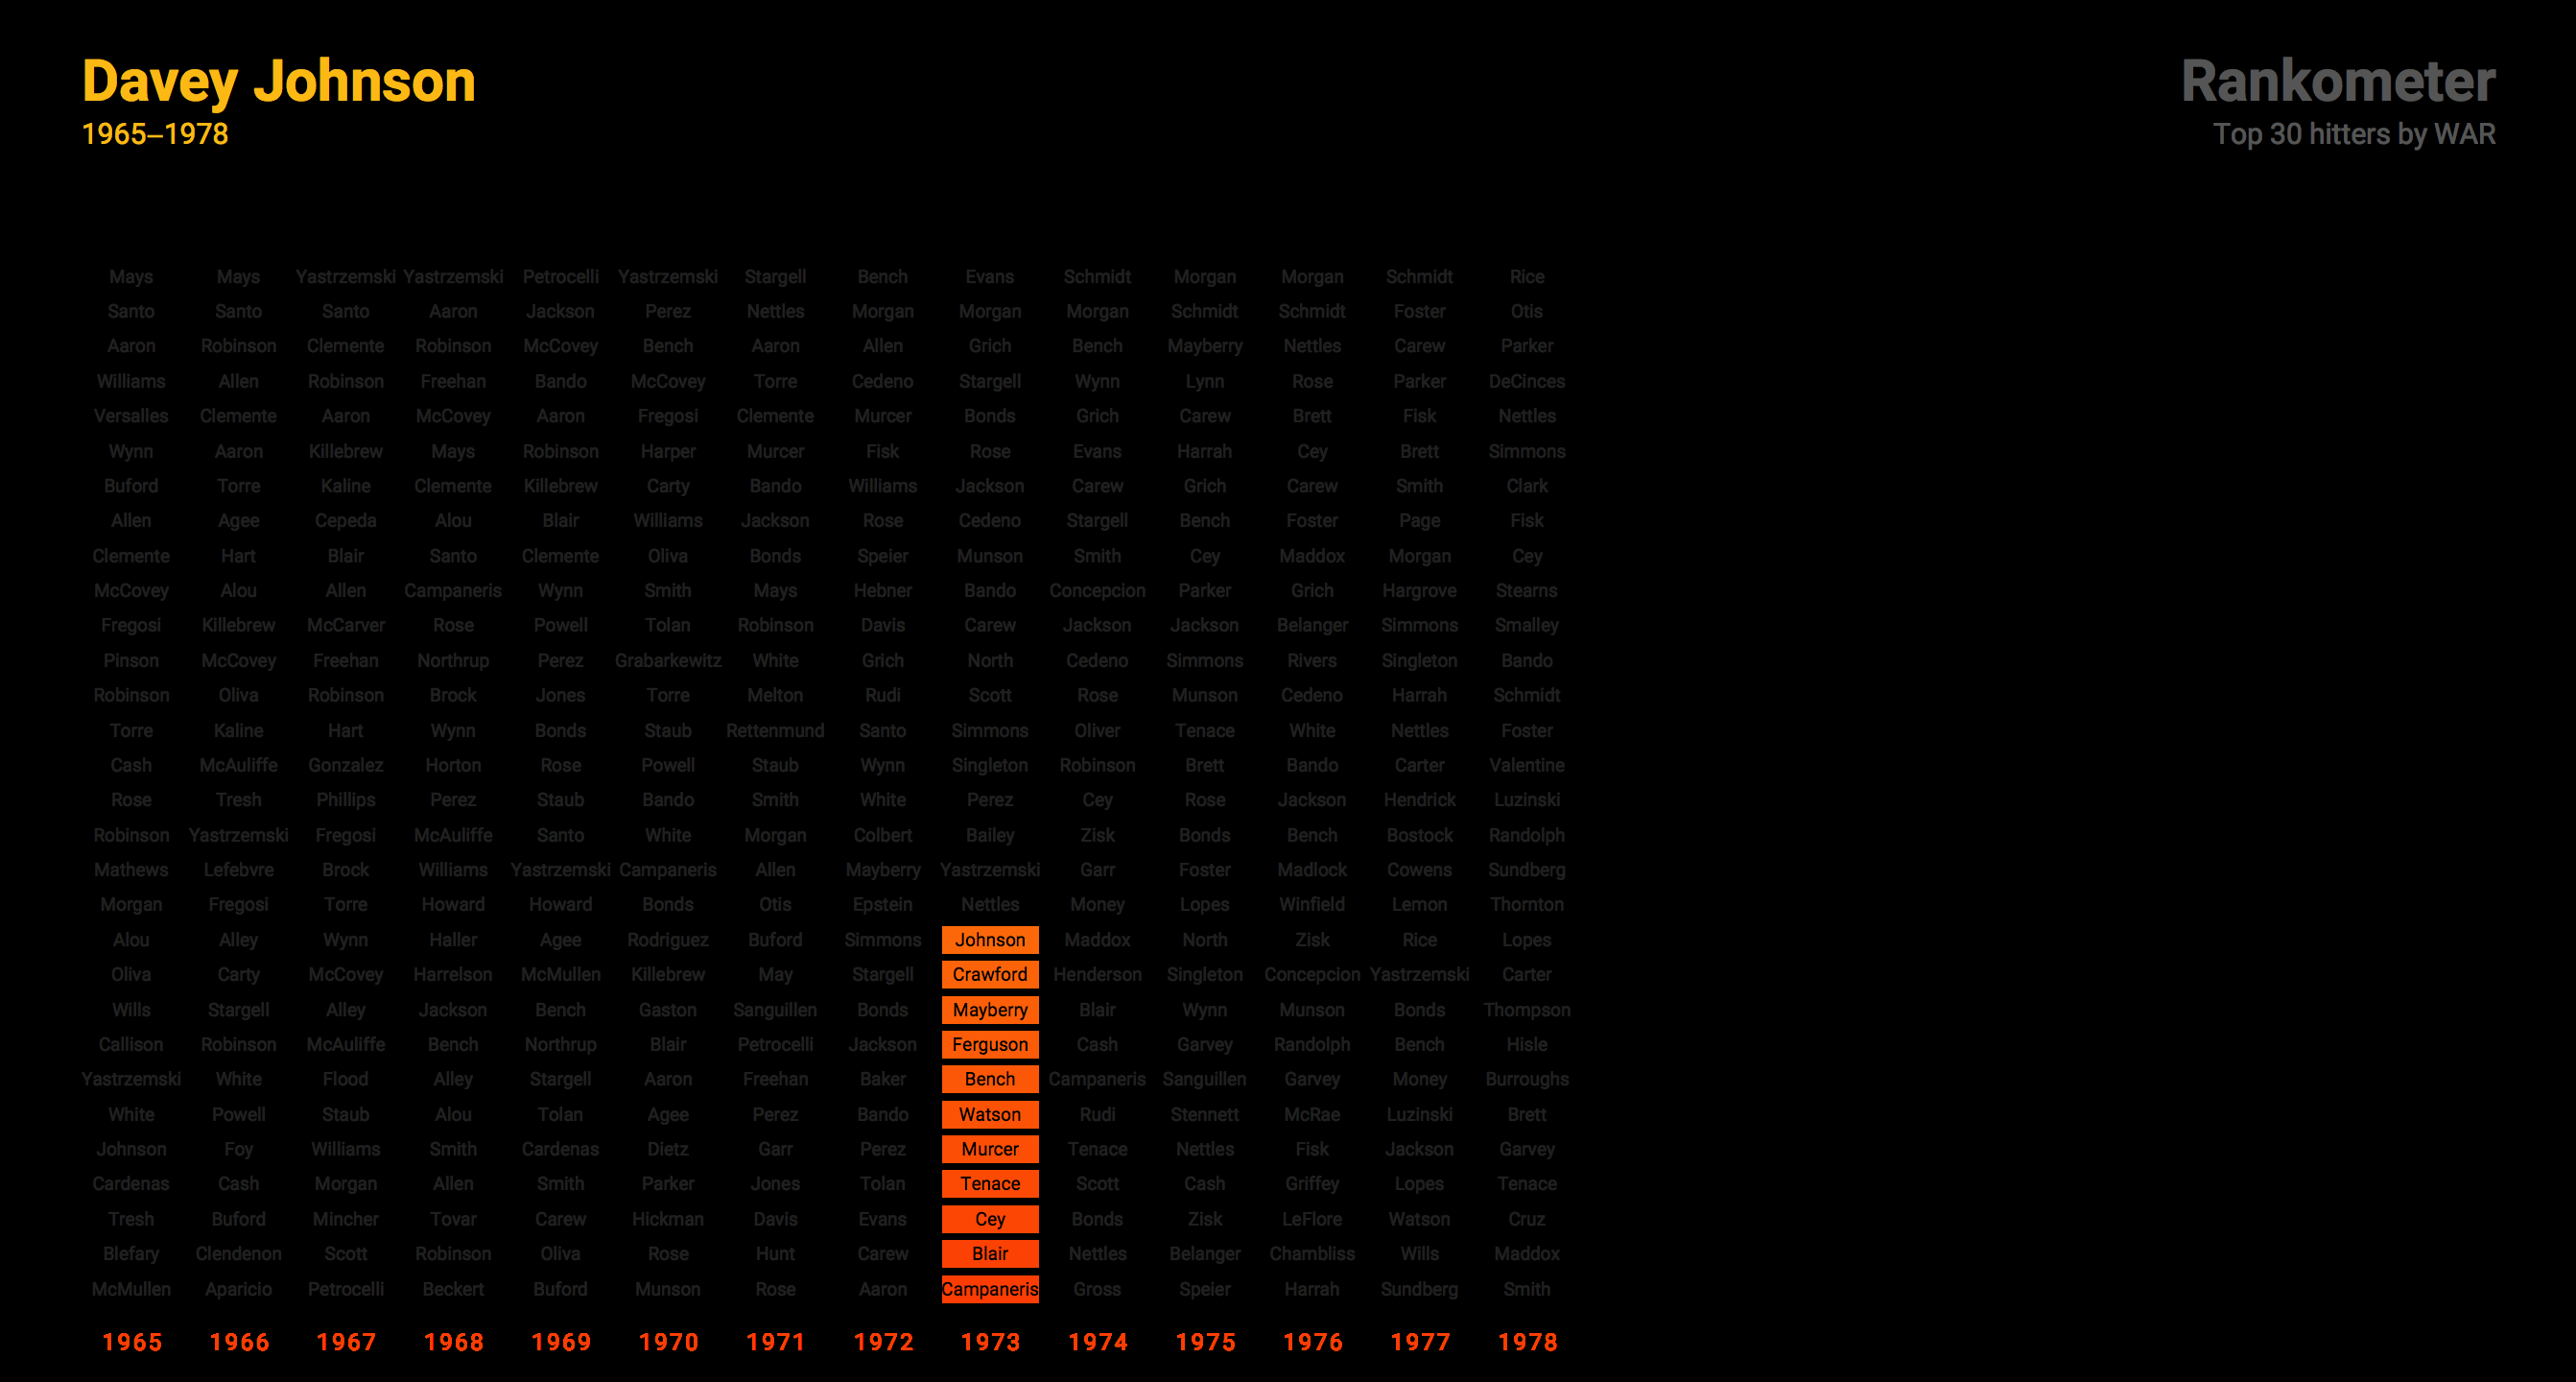 Davey Johnson
1965–1978
Rankometer
Top 30 hitters by WAR
Mays Mays Yastrzemski Yastrzemski Petrocelli Yastrzemski Stargell Bench Evans Schmidt Morgan Morgan Schmidt Rice
Santo Santo Santo Aaron Jackson Perez Nettles Morgan Morgan Morgan Schmidt Schmidt Foster Otis
Aaron Robinson Clemente Robinson McCovey Bench Aaron Allen Grich Bench Mayberry Nettles Carew Parker
Williams Allen Robinson Freehan Bando McCovey Torre Cedeno Stargell Wynn Lynn Rose Parker DeCinces
Versalles Clemente Aaron McCovey Aaron Fregosi Clemente Murcer Bonds Grich Carew Brett Fisk Nettles
Wynn Aaron Killebrew Mays Robinson Harper Murcer Fisk Rose Evans Harrah Cey Brett Simmons
Buford Torre Kaline Clemente Killebrew Carty Bando Williams Jackson Carew Grich Carew Smith Clark
Allen Agee Cepeda Alou Blair Williams Jackson Rose Cedeno Stargell Bench Foster Page Fisk
Clemente Hart Blair Santo Clemente Oliva Bonds Speier Munson Smith Cey Maddox Morgan Cey
McCovey Alou Allen Campaneris Wynn Smith Mays Hebner Bando Concepcion Parker Grich Hargrove Stearns
Fregosi Killebrew McCarver Rose Powell Tolan Robinson Davis Carew Jackson Jackson Belanger Simmons Smalley
Pinson McCovey Freehan Northrup Perez Grabarkewitz White Grich North Cedeno Simmons Rivers Singleton Bando
Robinson Oliva Robinson Brock Jones Torre Melton Rudi Scott Rose Munson Cedeno Harrah Schmidt
Torre Kaline Hart Wynn Bonds Staub Rettenmund Santo Simmons Oliver Tenace White Nettles Foster
Cash McAuliffe Gonzalez Horton Rose Powell Staub Wynn Singleton Robinson Brett Bando Carter Valentine
Rose Tresh Phillips Perez Staub Bando Smith White Perez Cey Rose Jackson Hendrick Luzinski
Robinson Yastrzemski Fregosi McAuliffe Santo White Morgan Colbert Bailey Zisk Bonds Bench Bostock Randolph
Mathews Lefebvre Brock Williams Yastrzemski Campaneris Allen Mayberry Yastrzemski Garr Foster Madlock Cowens Sundberg
Morgan Fregosi Torre Howard Howard Bonds Otis Epstein Nettles Money Lopes Winfield Lemon Thornton
Alou Alley Wynn Haller Agee Rodriguez Buford Simmons Johnson Maddox North Zisk Rice Lopes
Oliva Carty McCovey Harrelson McMullen Killebrew May Stargell Crawford Henderson Singleton Concepcion Yastrzemski Carter
Wills Stargell Alley Jackson Bench Gaston Sanguillen Bonds Mayberry Blair Wynn Munson Bonds Thompson
Callison Robinson McAuliffe Bench Northrup Blair Petrocelli Jackson Ferguson Cash Garvey Randolph Bench Hisle
Yastrzemski White Flood Alley Stargell Aaron Freehan Baker Bench Campaneris Sanguillen Garvey Money Burroughs
White Powell Staub Alou Tolan Agee Perez Bando Watson Rudi Stennett McRae Luzinski Brett
Johnson Foy Williams Smith Cardenas Dietz Garr Perez Murcer Tenace Nettles Fisk Jackson Garvey
Cardenas Cash Morgan Allen Smith Parker Jones Tolan Tenace Scott Cash Griffey Lopes Tenace
Tresh Buford Mincher Tovar Carew Hickman Davis Evans Cey Bonds Zisk LeFlore Watson Cruz
Blefary Clendenon Scott Robinson Oliva Rose Hunt Carew Blair Nettles Belanger Chambliss Wills Maddox
McMullen Aparicio Petrocelli Beckert Buford Munson Rose Aaron Campaneris Gross Speier Harrah Sundberg Smith
1965 1966 1967 1968 1969 1970 1971 1972 1973 1974 1975 1976 1977 1978